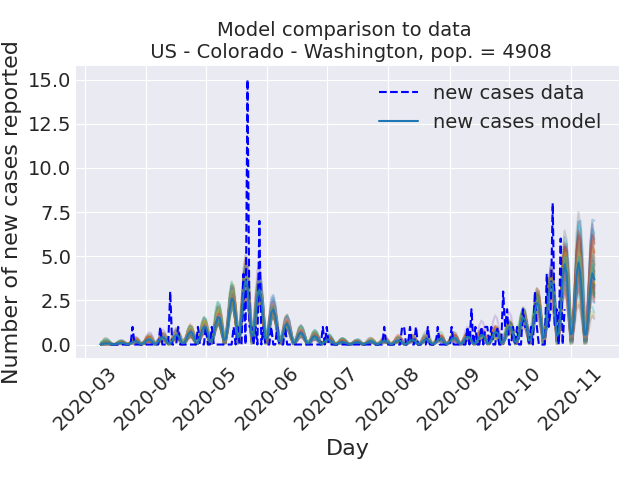 Model comparison to data
US - Colorado - Washington, pop. = 4908
Number of new cases reported
15.0
12.5
10.0
7.5
5.0
2.5
0.0
new cases data
new cases model
2020-03
2020-04
2020-05
2020-06
2020-07
2020-08
2020-09
2020-10
2020-11
Day